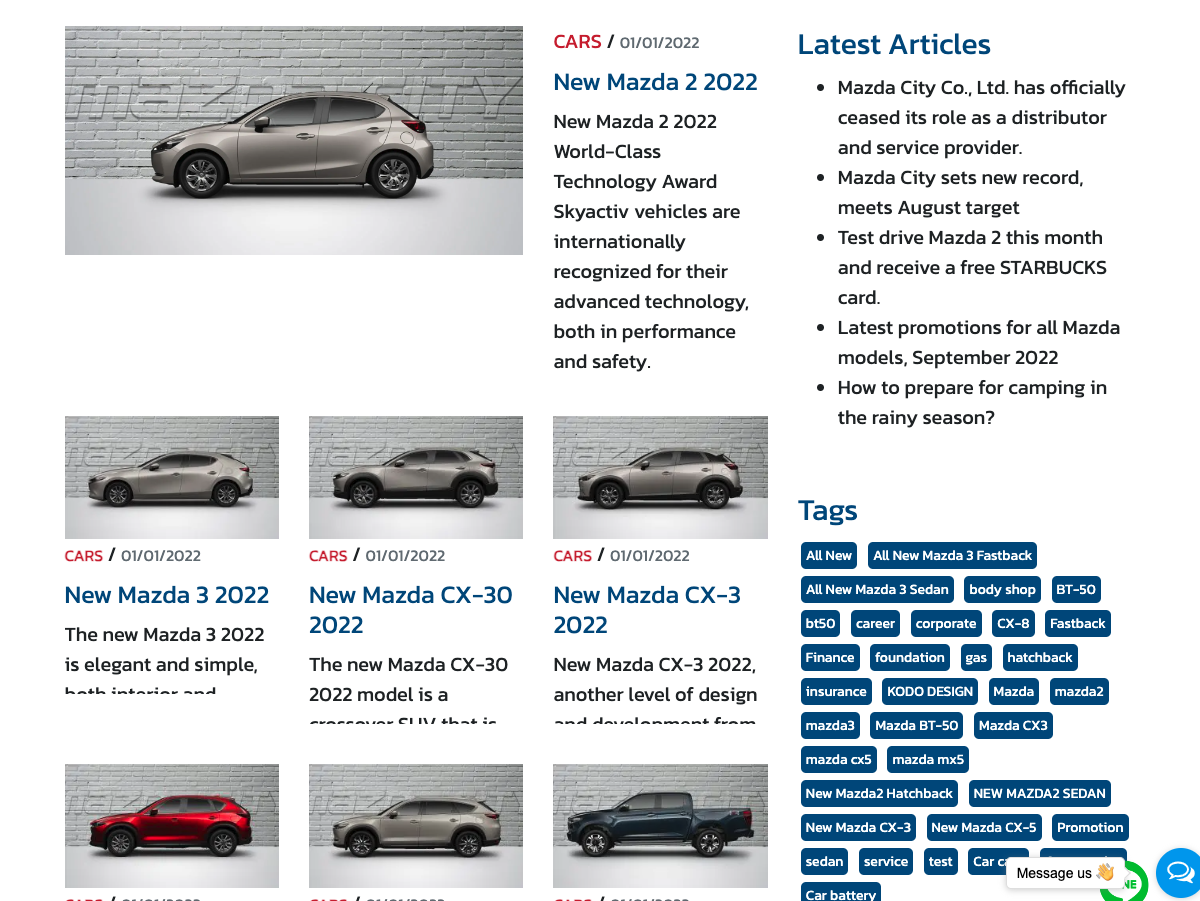 CARS / 01/01/2022
New Mazda 2 2022
New Mazda 2 2022
World-Class
Technology Award
Skyactiv vehicles are
internationally
recognized for their
advanced technology,
both in performance
and safety.
CARS / 01/01/2022
New Mazda 3 2022
The new Mazda 3 2022
is elegant and simple,
both interior and
CARS / 01/01/2022
New Mazda CX-30
2022
The new Mazda CX-30
2022 model is a
crossover SUV that is
CARS / 01/01/2022
New Mazda CX-3
2022
New Mazda CX-3 2022,
another level of design
and development from
Latest Articles
Mazda City Co., Ltd. has officially
ceased its role as a distributor
and service provider.
Mazda City sets new record,
meets August target
Test drive Mazda 2 this month
and receive a free STARBUCKS
card.
Latest promotions for all Mazda
models, September 2022
How to prepare for camping in
the rainy season?
Tags
All New All New Mazda 3 Fastback
All New Mazda 3 Sedan body shop BT-50
bt50 career corporate CX-8 Fastback
Finance foundation gas hatchback
insurance KODO DESIGN Mazda mazda2
mazda3 Mazda BT-50 Mazda CX3
mazda cx5 mazda mx5
New Mazda2 Hatchback NEW MAZDA2 SEDAN
New Mazda CX-3 New Mazda CX-5 Promotion
sedan service test Car
Message us
Car battery